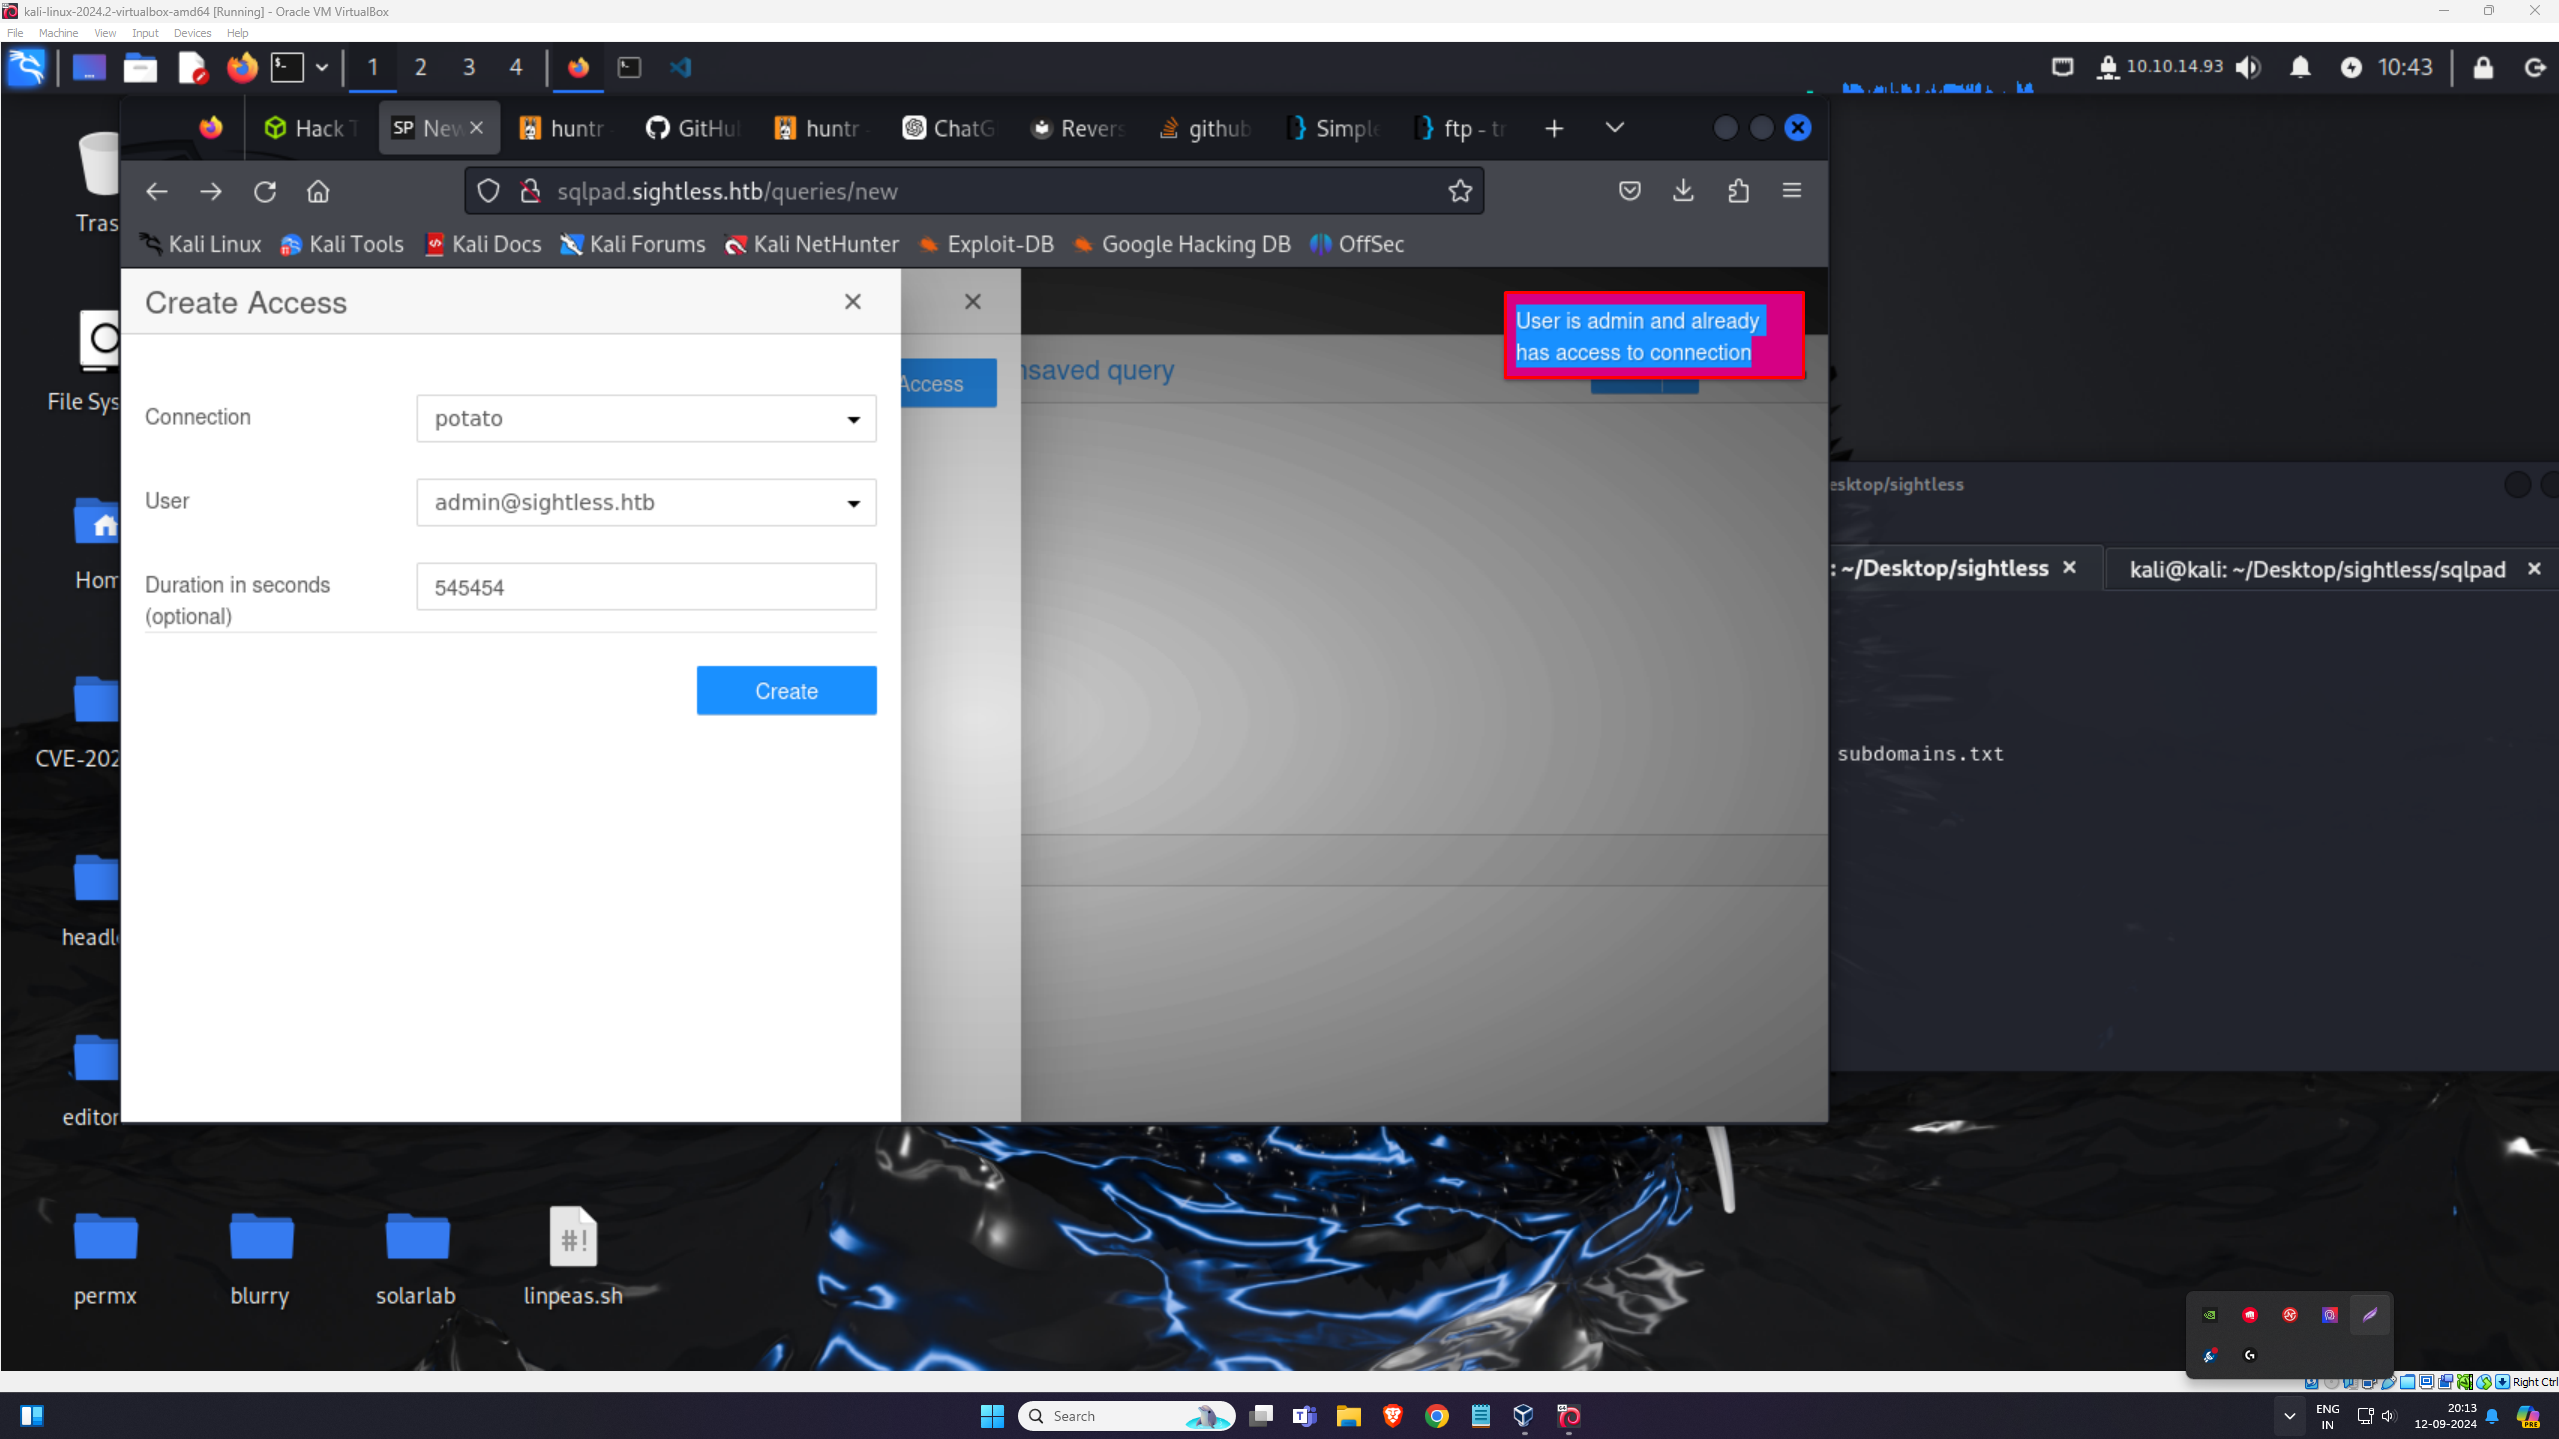 kali-linux-2024.2-virtualbox-amd64 [Running] - Oracle VM VirtualBox
File Machine View Input Devices Help
1 2 3 4
10.10.14.93
10:43
Hack T
SP New
huntr -
GitHu
huntr -
ChatG
Revers
github
Simple
ftp - tr
sqlpad.sightless.htb/queries/new
Kali Linux Kali Tools Kali Docs Kali Forums Kali NetHunter Exploit-DB Google Hacking DB OffSec
Create Access
User is admin and already
has access to connection
Access
nsaved query
Connection
potato
User
admin@sightless.htb
Duration in seconds
(optional)
545454
Create
Tras
File Sys
Hom
CVE-202
headl
editor
esktop/sightless
: ~/Desktop/sightless
kali@kali: ~/Desktop/sightless/sqlpad
subdomains.txt
permx
blurry
solarlab
#!
linpeas.sh
Right Ctrl
Search
ENG
IN
20:13
12-09-2024
PRE